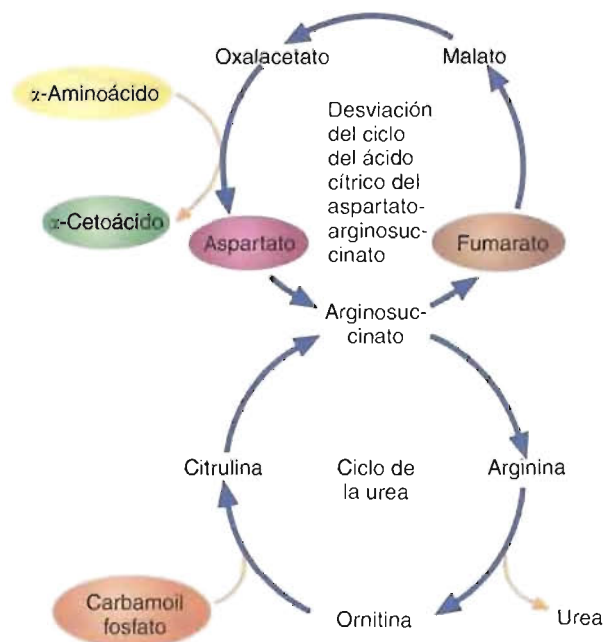 Oxalacetato
Malato
α-Aminoácido
Desviación
del ciclo
del ácido
cítrico del
aspartato-
arginosuc-
cinato
α-Cetoácido
Aspartato
Fumarato
Arginosuc-
cinato
Citrulina
Ciclo de
la urea
Arginina
Carbamoil
fosfato
Ornitina
Urea